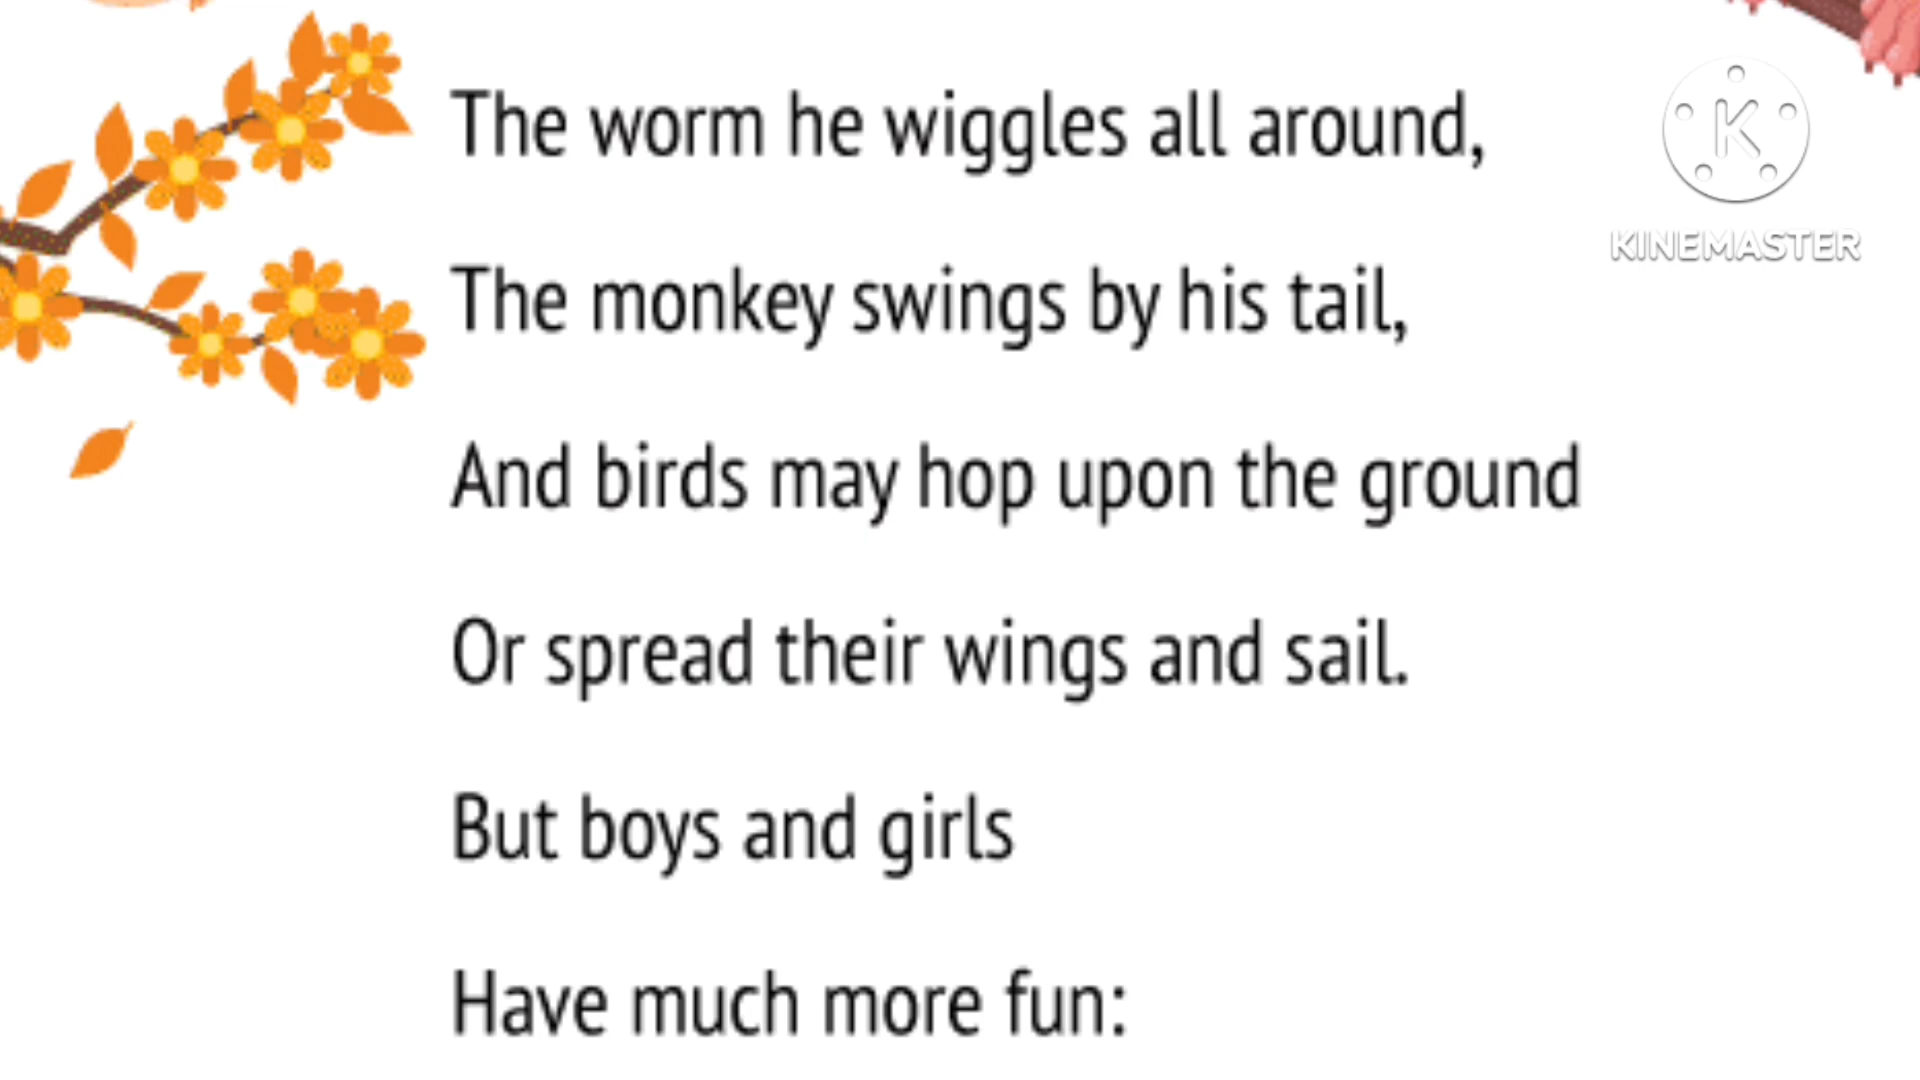 The worm he wiggles all around,
KINEMASTER
The monkey swings by his tail,
And birds may hop upon the ground
Or spread their wings and sail.
But boys and girls
Have much more fun: